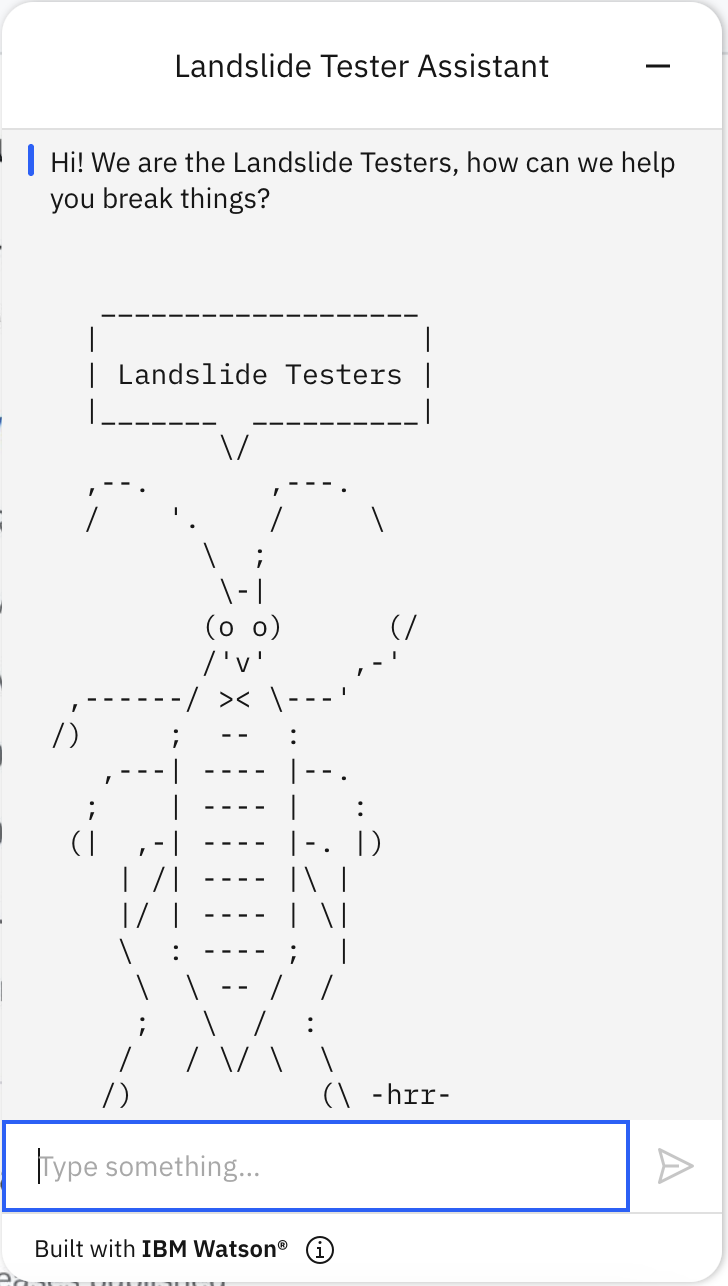 Landslide Tester Assistant
Hi! We are the Landslide Testers, how can we help
you break things?
Landslide Testers
-hrr-
Type something...
Built with IBM Watson®